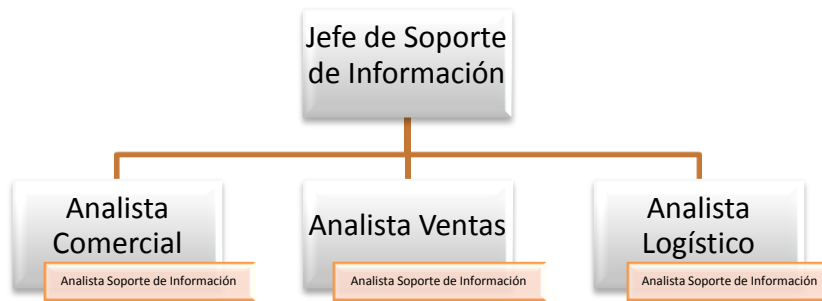 Jefe de Soporte
de Información
Analista
Comercial
Analista Soporte de Información
Analista Ventas
Analista Soporte de Información
Analista
Logístico
Analista Soporte de Información